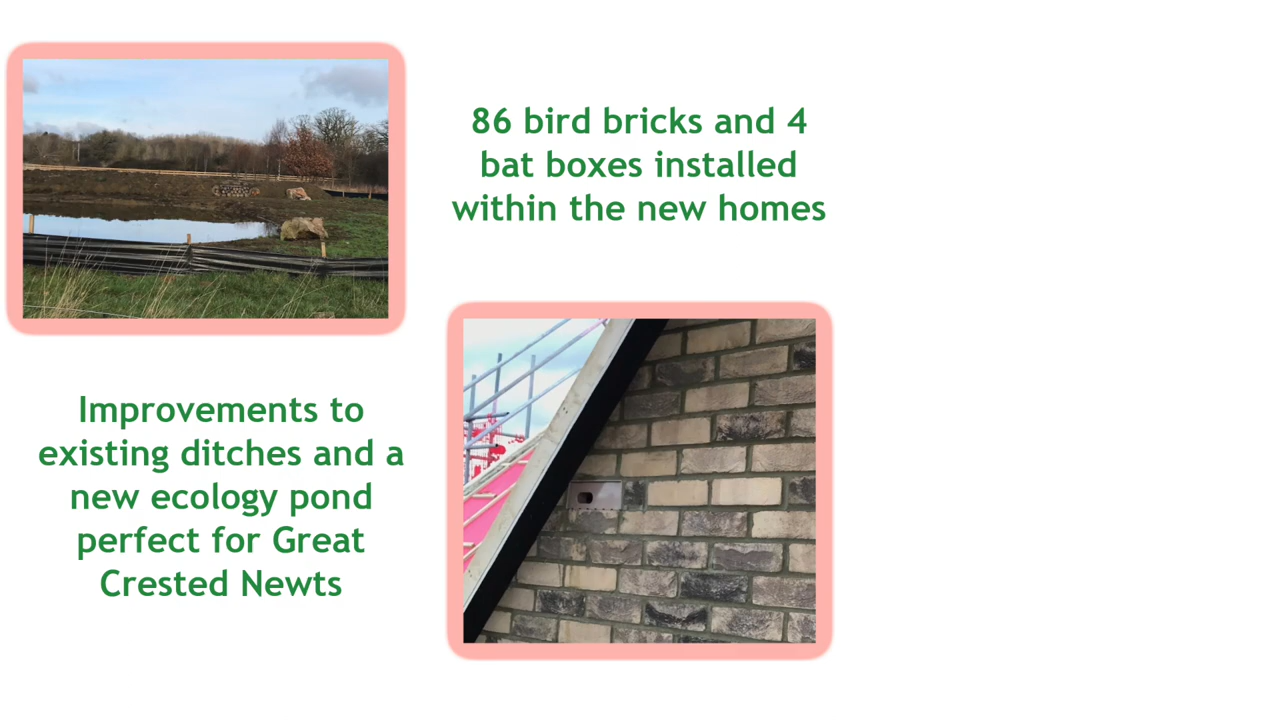 86 bird bricks and 4
bat boxes installed
within the new homes
Improvements to
existing ditches and a
new ecology pond
perfect for Great
Crested Newts